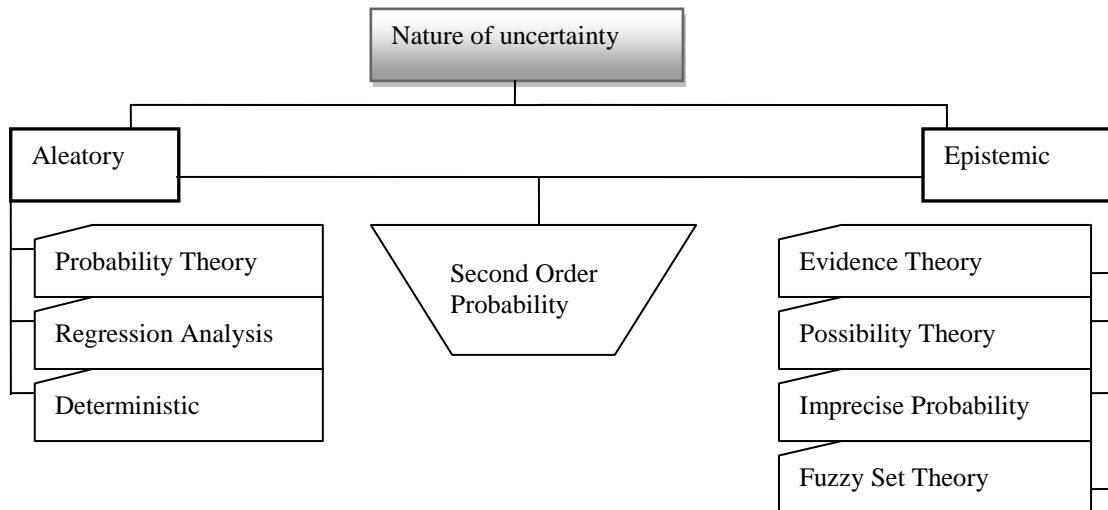 Nature of uncertainty
Aleatory
Epistemic
Probability Theory
Regression Analysis
Deterministic
Second Order
Probability
Evidence Theory
Possibility Theory
Imprecise Probability
Fuzzy Set Theory